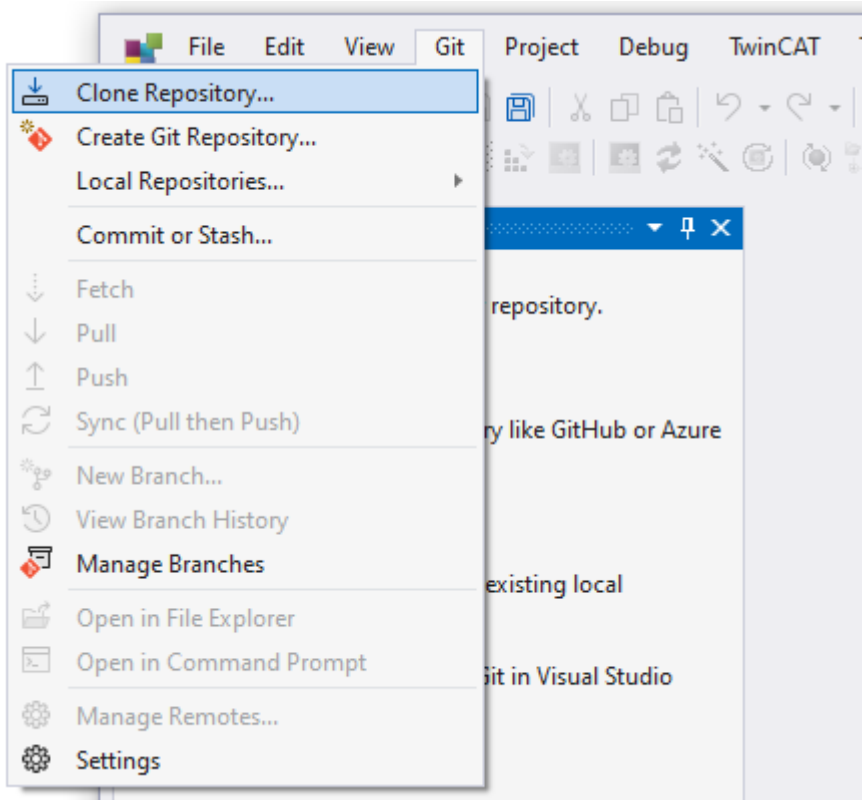 File Edit View Git Project Debug TwinCAT
Clone Repository...
Create Git Repository...
Local Repositories...
Commit or Stash...
Fetch
repository.
Pull
Push
Sync (Pull then Push)
ry like GitHub or Azure
New Branch...
View Branch History
Manage Branches
existing local
Open in File Explorer
Open in Command Prompt
Git in Visual Studio
Manage Remotes...
Settings